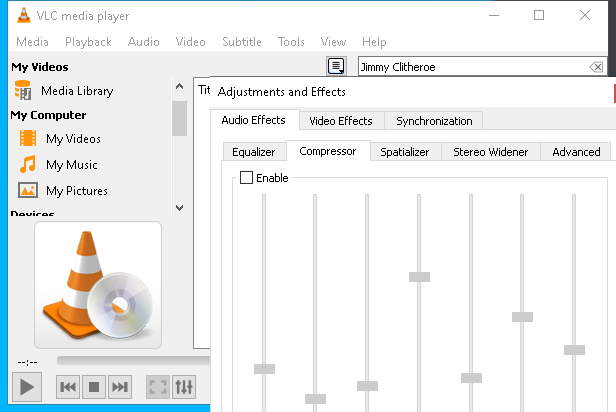 VLC media player
Media Playback Audio Video Subtitle Tools View Help
My Videos
Jimmy Clitheroe
Media Library
My Computer
My Videos
My Music
My Pictures
Devices
Tit
Adjustments and Effects
Audio Effects Video Effects Synchronization
Equalizer Compressor Spatializer Stereo Widener Advanced
Enable
--:--